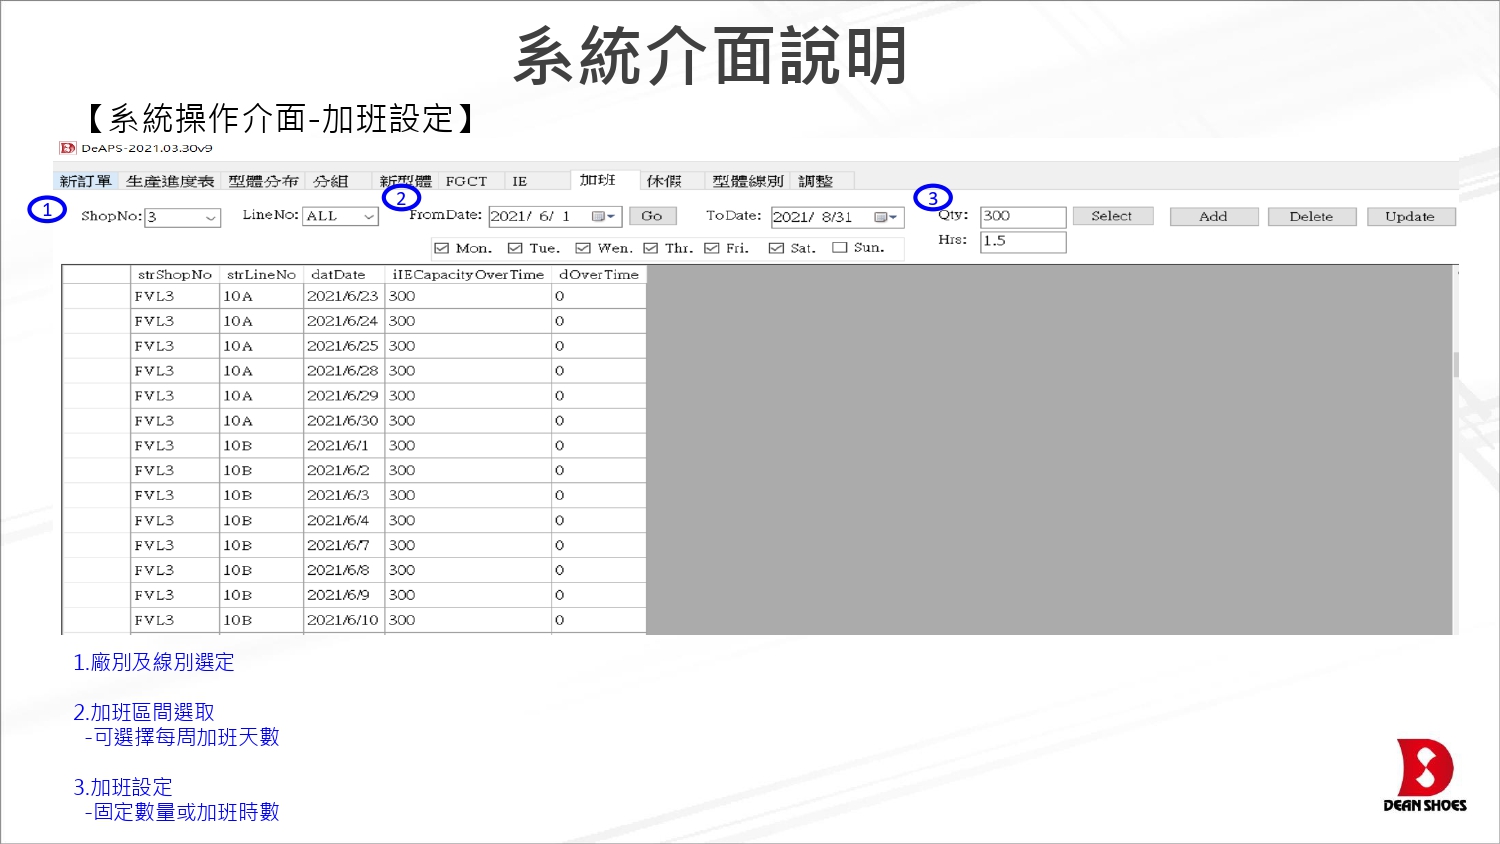 系統介面說明
【系統操作介面-加班設定】
DeAPS-2021.03.30v9
新訂單 生產進度表 型體分布 分組 新型體 FGCT IE 加班 休假 型體線別 調整
1 2 3
ShopNo: 3 LineNo: ALL FromDate: 2021/ 6/ 1 Go ToDate: 2021/ 8/31 Qty: 300 Select Add Delete Update
Mon. Tue. Wen. Thr. Fri. Sat. Sun. Hrs: 1.5
strShopNo strLineNo datDate iIECapacityOverTime dOverTime
FVL3 10A 2021/6/23 300 0
FVL3 10A 2021/6/24 300 0
FVL3 10A 2021/6/25 300 0
FVL3 10A 2021/6/28 300 0
FVL3 10A 2021/6/29 300 0
FVL3 10A 2021/6/30 300 0
FVL3 10B 2021/6/1 300 0
FVL3 10B 2021/6/2 300 0
FVL3 10B 2021/6/3 300 0
FVL3 10B 2021/6/4 300 0
FVL3 10B 2021/6/7 300 0
FVL3 10B 2021/6/8 300 0
FVL3 10B 2021/6/9 300 0
FVL3 10B 2021/6/10 300 0
1.廠別及線別選定
2.加班區間選取
-可選擇每周加班天數
3.加班設定
-固定數量或加班時數
DEAN SHOES